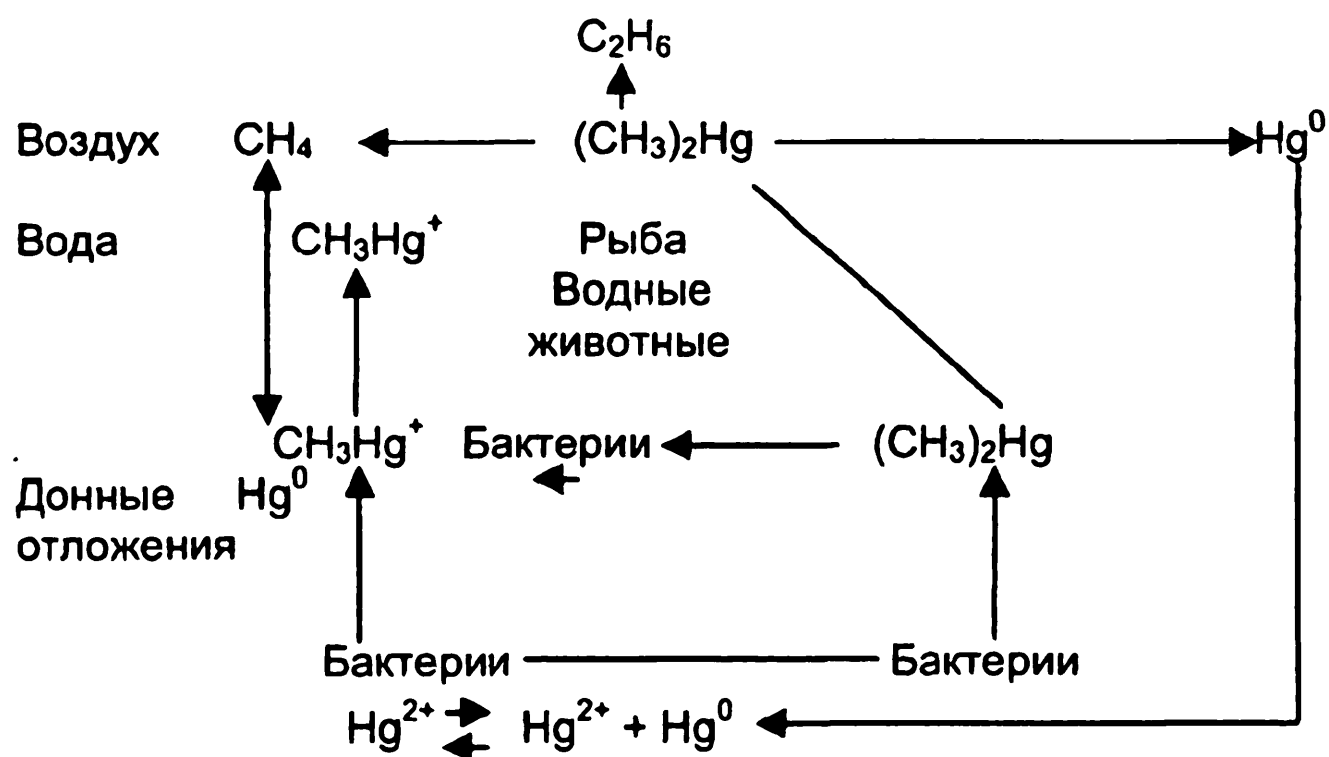 C₂H₆
Воздух CH₄ (CH₃)₂Hg Hg⁰
Вода CH₃Hg⁺ Рыба
Водные
животные
CH₃Hg⁺ Бактерии (CH₃)₂Hg
Донные Hg⁰
отложения
Бактерии Бактерии
Hg²⁺ Hg²⁺ + Hg⁰